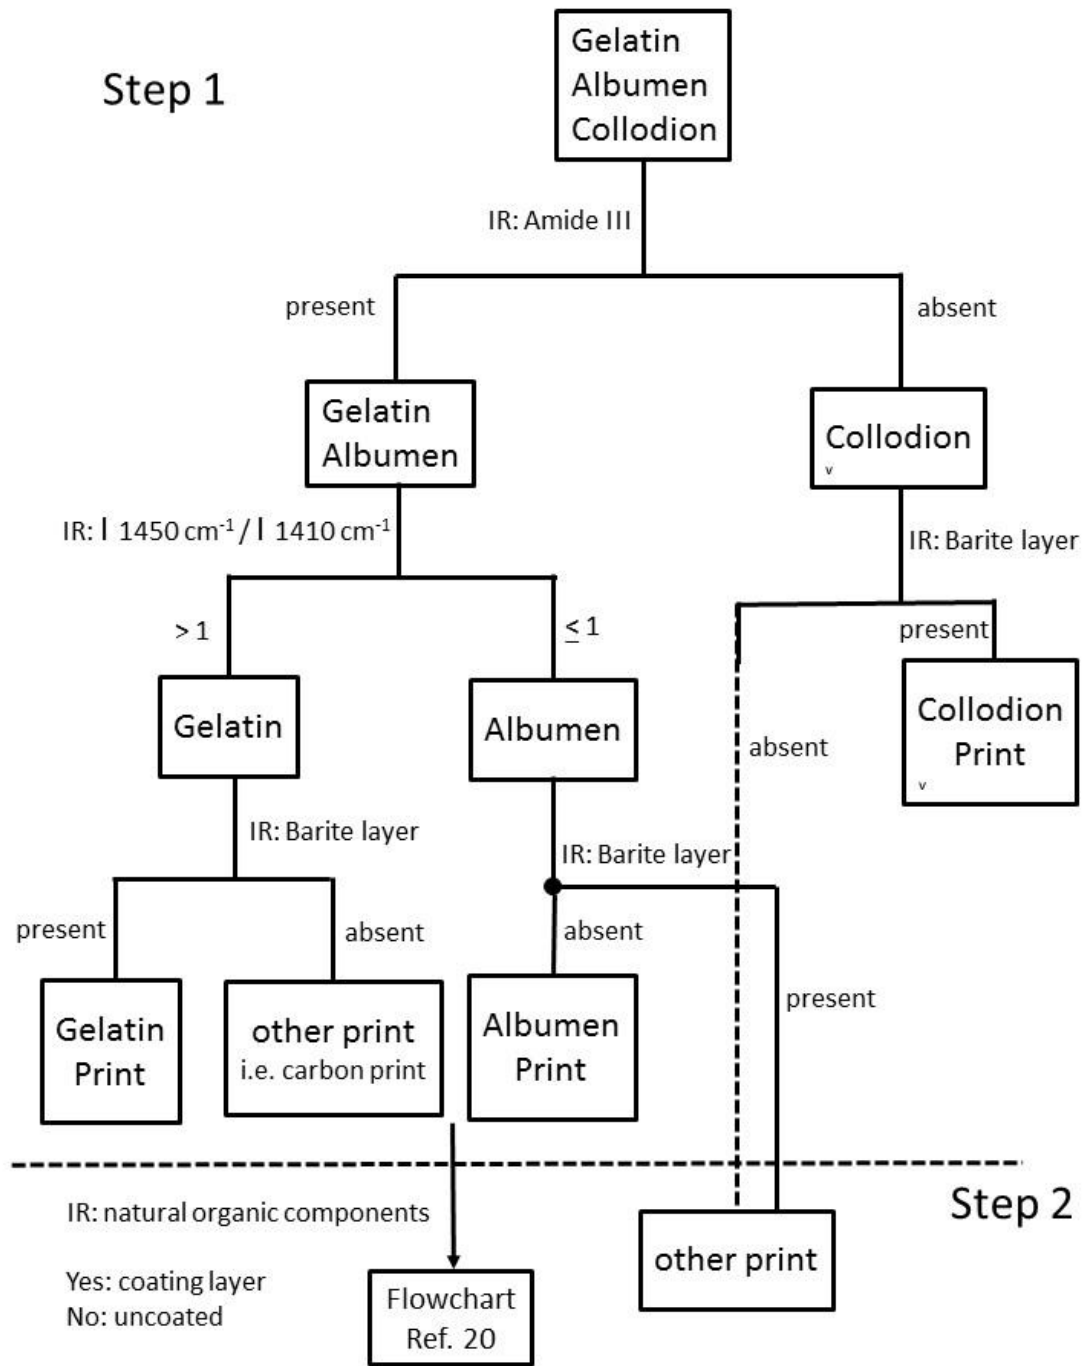 Step 1
Gelatin
Albumen
Collodion
IR: Amide III
present
absent
Gelatin
Albumen
Collodion
v
IR: I 1450 cm⁻¹ / I 1410 cm⁻¹
IR: Barite layer
> 1
≤ 1
present
absent
Gelatin
Albumen
Collodion
Print
v
IR: Barite layer
IR: Barite layer
present
absent
absent
present
Gelatin
Print
other print
i.e. carbon print
Albumen
Print
Step 2
IR: natural organic components
Yes: coating layer
No: uncoated
Flowchart
Ref. 20
other print